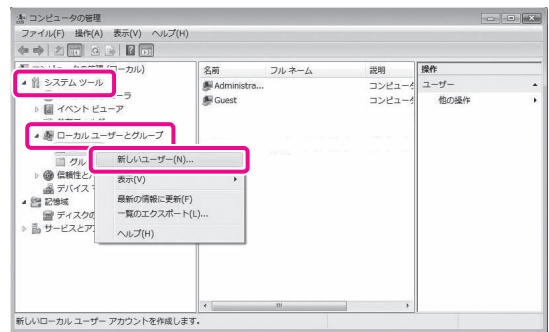 コンピュータの管理
ファイル(F) 操作(A) 表示(V) ヘルプ(H)
(ローカル)
システム ツール
ーラ
イベント ビューア
ローカル ユーザーとグループ
グル
信頼性と
デバイス
記憶域
ディスクの
サービスとア
新しいユーザー(N)...
表示(V)
最新の情報に更新(F)
一覧のエクスポート(L)...
ヘルプ(H)
名前 フル ネーム 説明
Administra... コンピュータ
Guest コンピュータ
操作
ユーザー
他の操作
新しいローカル ユーザー アカウントを作成します。